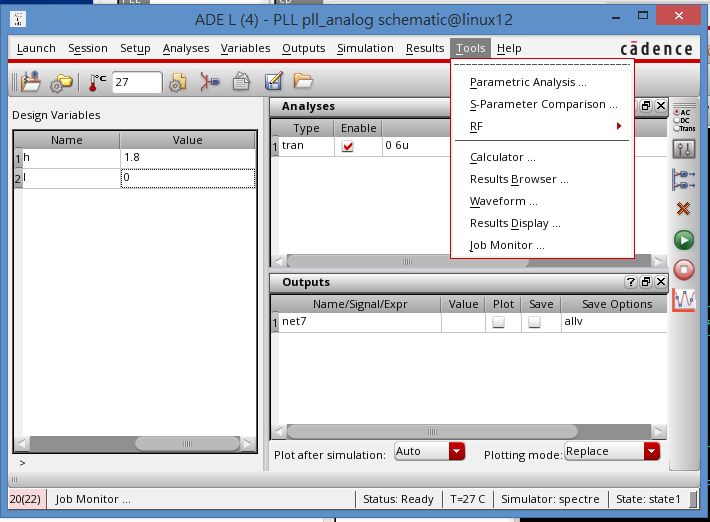 ADE L (4) - PLL pll_analog schematic@linux12
Launch Session Setup Analyses Variables Outputs Simulation Results Tools Help
cādence
27
Design Variables
Name Value
1 h 1.8
2 l 0
>
Analyses
Type Enable
1 tran 0 6u
Parametric Analysis ...
S-Parameter Comparison ...
RF
Calculator ...
Results Browser ...
Waveform ...
Results Display ...
Job Monitor ...
AC
DC
Trans
Outputs
?
Name/Signal/Expr Value Plot Save Save Options
1 net7 allv
Plot after simulation: Auto Plotting mode: Replace
20(22) Job Monitor ... Status: Ready T=27 C Simulator: spectre State: state1